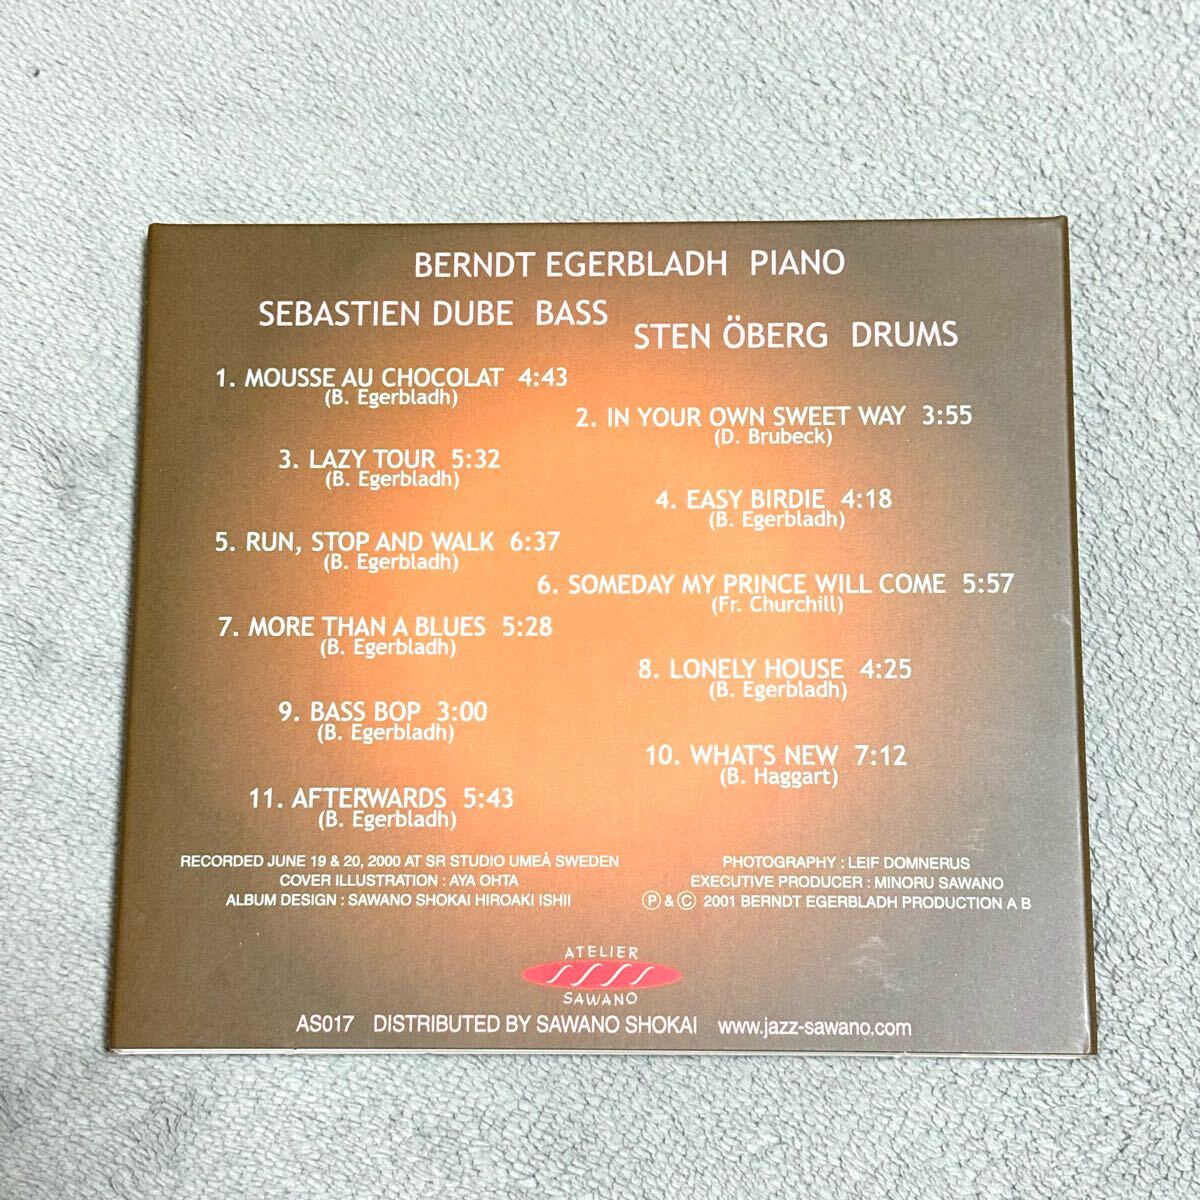 BERNDT EGERBLADH PIANO
SEBASTIEN DUBE BASS
STEN ÖBERG DRUMS
1. MOUSSE AU CHOCOLAT 4:43
(B. Egerbladh)
2. IN YOUR OWN SWEET WAY 3:55
(D. Brubeck)
3. LAZY TOUR 5:32
(B. Egerbladh)
4. EASY BIRDIE 4:18
(B. Egerbladh)
5. RUN, STOP AND WALK 6:37
(B. Egerbladh)
6. SOMEDAY MY PRINCE WILL COME 5:57
(Fr. Churchill)
7. MORE THAN A BLUES 5:28
(B. Egerbladh)
8. LONELY HOUSE 4:25
(B. Egerbladh)
9. BASS BOP 3:00
(B. Egerbladh)
10. WHAT'S NEW 7:12
(B. Haggart)
11. AFTERWARDS 5:43
(B. Egerbladh)
RECORDED JUNE 19 & 20, 2000 AT SR STUDIO UMEÅ SWEDEN
COVER ILLUSTRATION : AYA OHTA
ALBUM DESIGN : SAWANO SHOKAI HIROAKI ISHII
PHOTOGRAPHY : LEIF DOMNERUS
EXECUTIVE PRODUCER : MINORU SAWANO
Ⓟ & Ⓒ 2001 BERNDT EGERBLADH PRODUCTION A B
ATELIER
SSSS
SAWANO
AS017 DISTRIBUTED BY SAWANO SHOKAI www.jazz-sawano.com